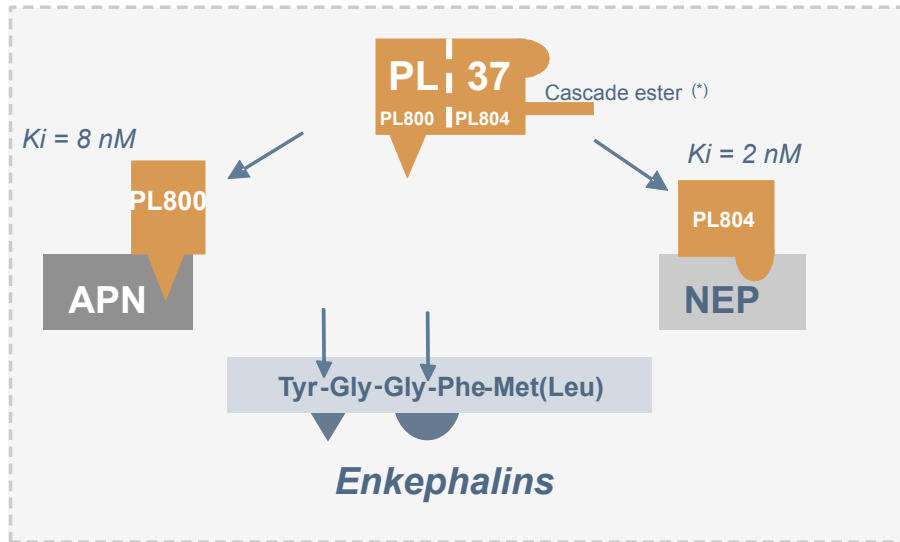 PL 37
Cascade ester (*)
PL800 PL804
Ki = 8 nM
Ki = 2 nM
PL800
PL804
APN
NEP
Tyr-Gly-Gly-Phe-Met(Leu)
Enkephalins